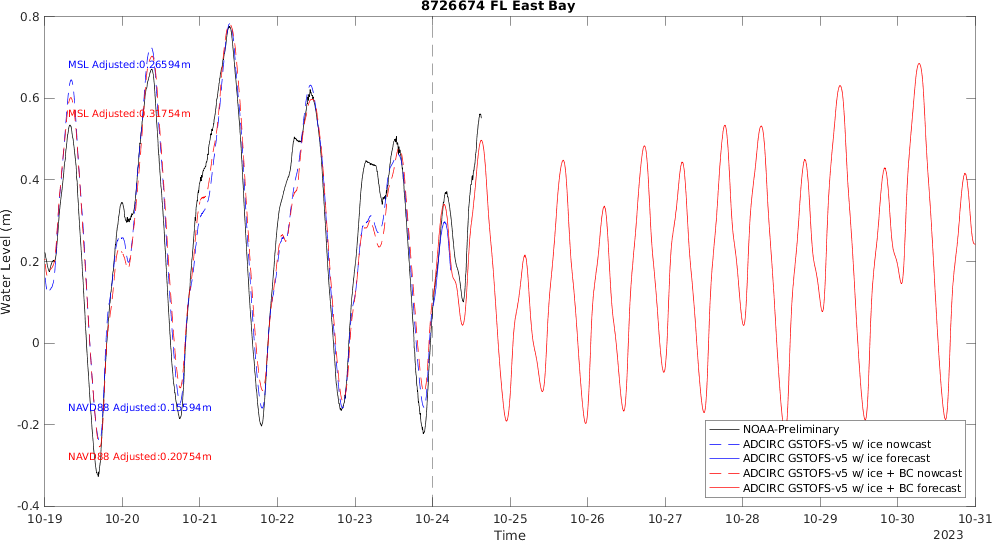 8726674 FL East Bay
0.8
0.6
0.4
0.2
0
-0.2
-0.4
Water Level (m)
MSL Adjusted:0.26594m
MSL Adjusted:0.31754m
NAVD88 Adjusted:0.15594m
NAVD88 Adjusted:0.20754m
NOAA-Preliminary
ADCIRC GSTOFS-v5 w/ ice nowcast
ADCIRC GSTOFS-v5 w/ ice forecast
ADCIRC GSTOFS-v5 w/ ice + BC nowcast
ADCIRC GSTOFS-v5 w/ ice + BC forecast
10-19 10-20 10-21 10-22 10-23 10-24 10-25 10-26 10-27 10-28 10-29 10-30 10-31
Time
2023